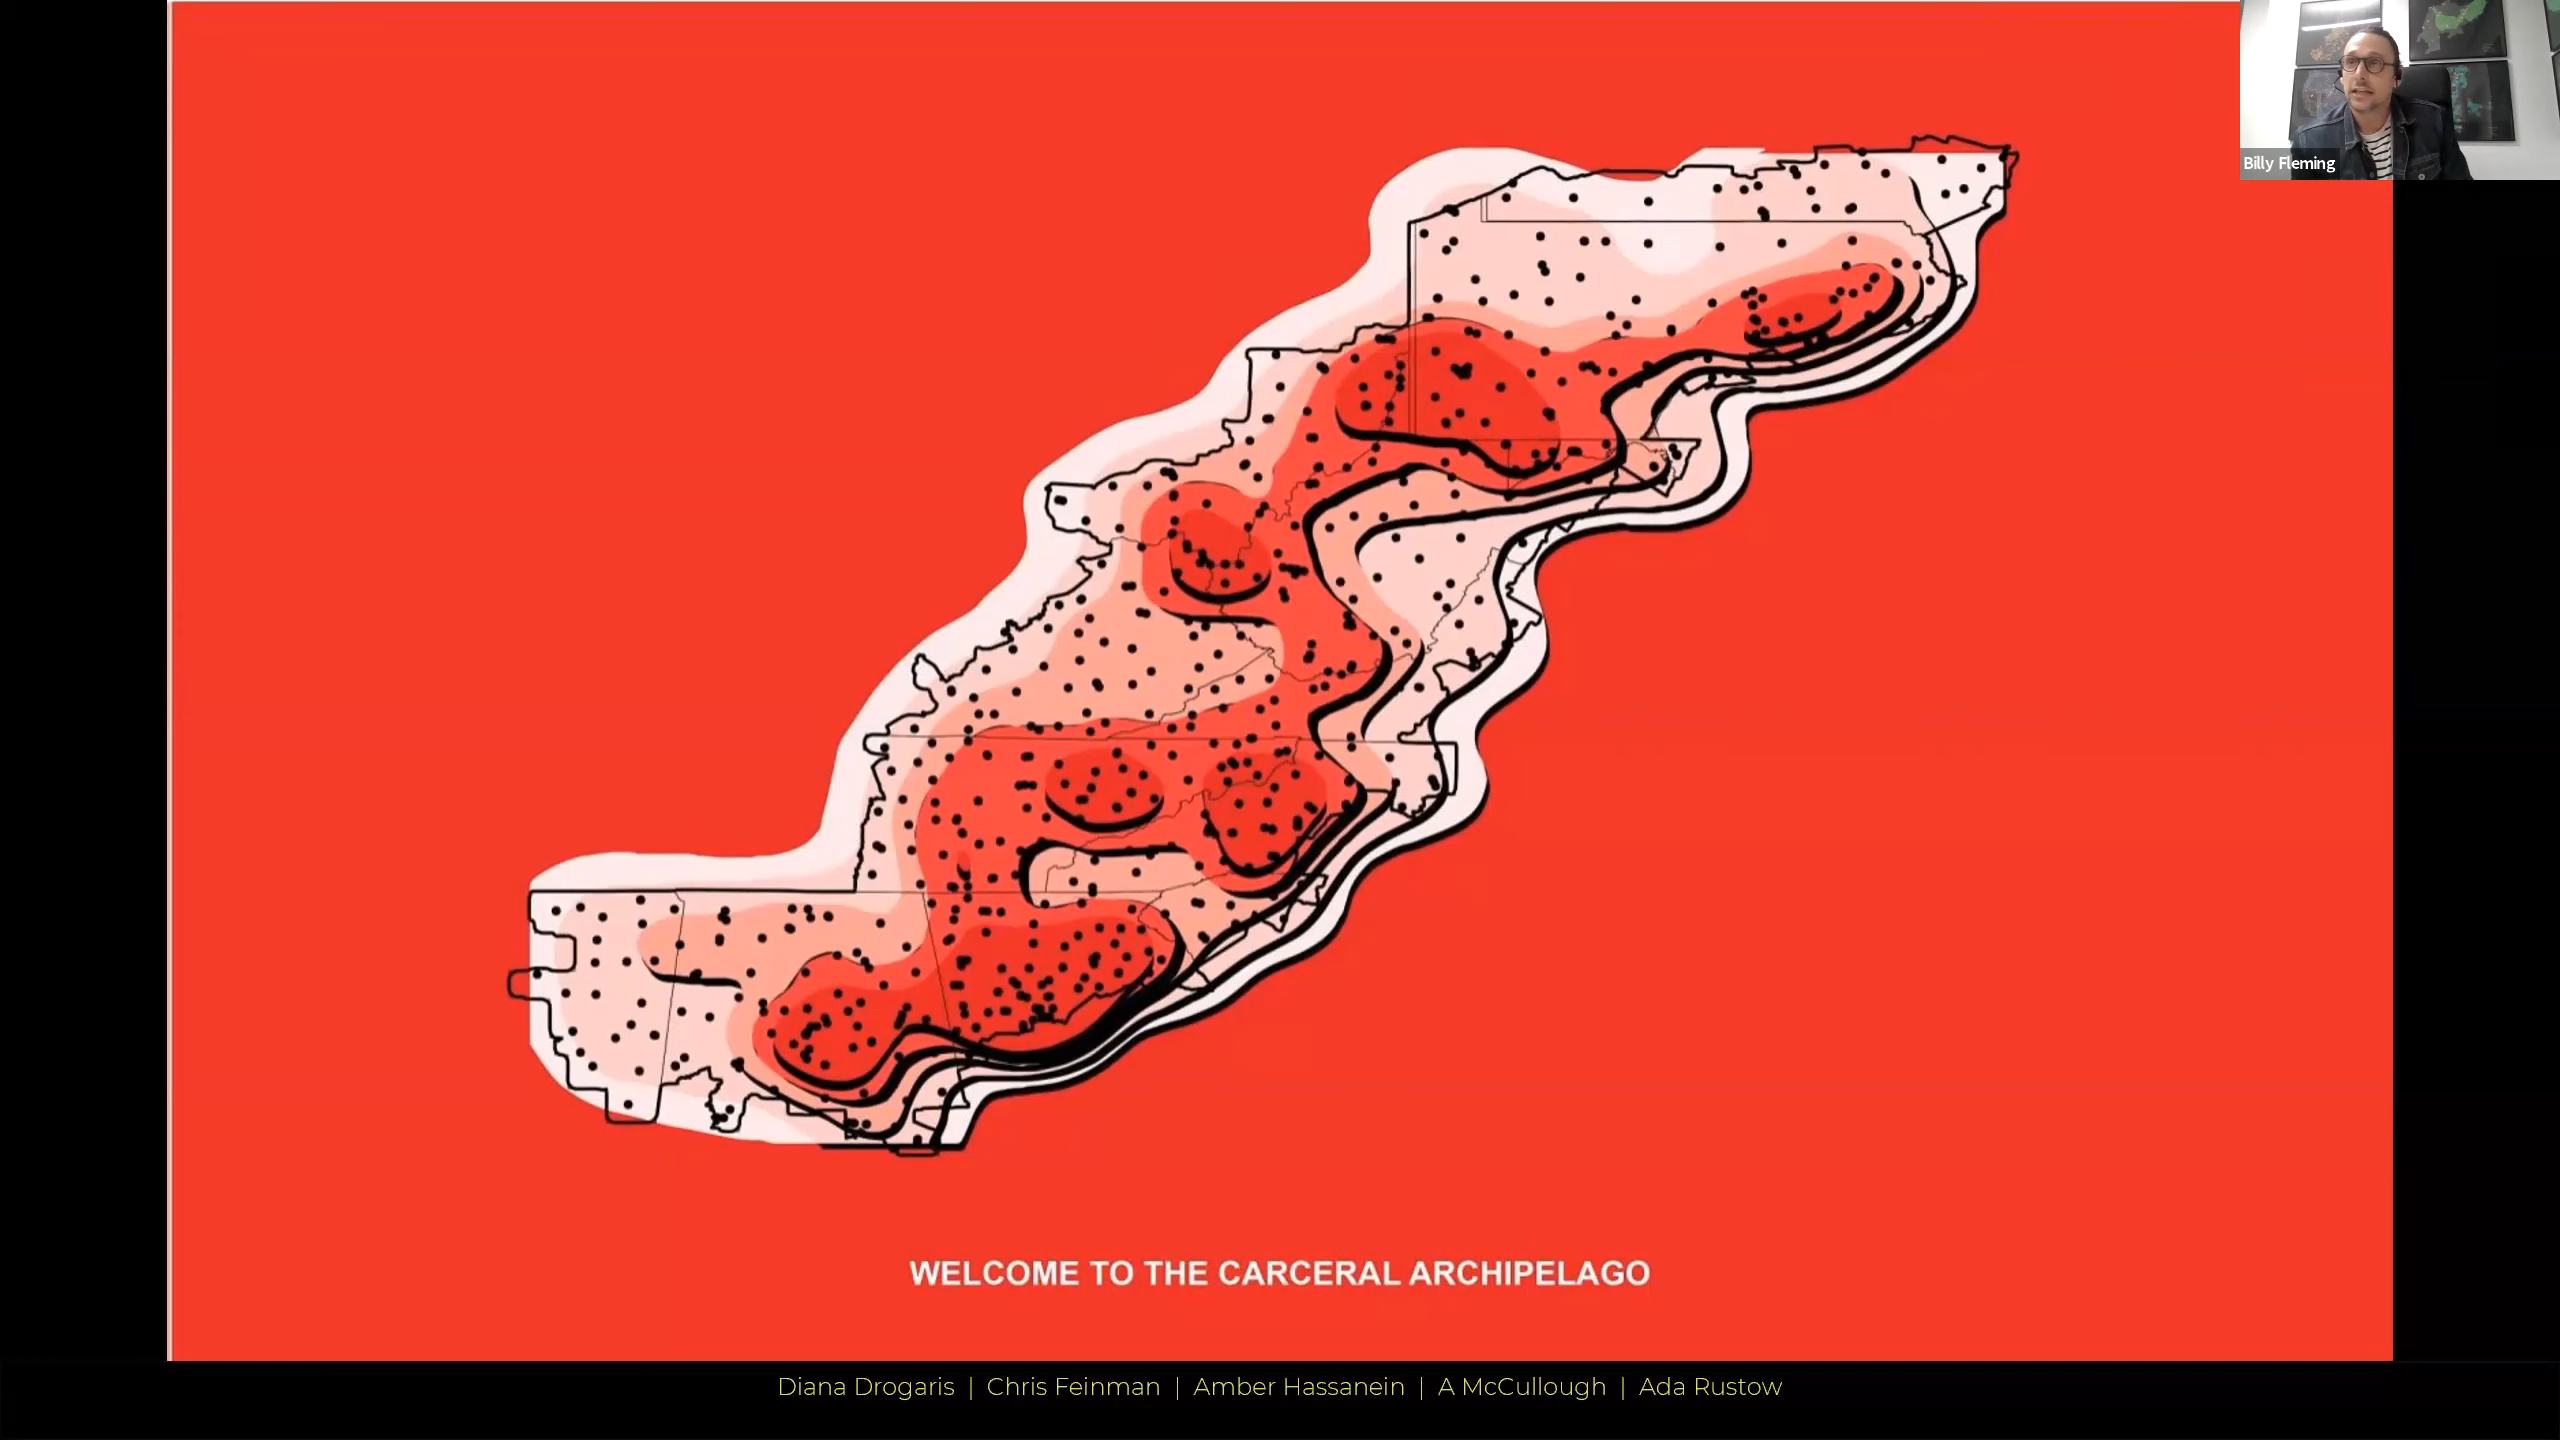 Billy Fleming
WELCOME TO THE CARCERAL ARCHIPELAGO
Diana Drogaris | Chris Feinman | Amber Hassanein | A McCullough | Ada Rustow